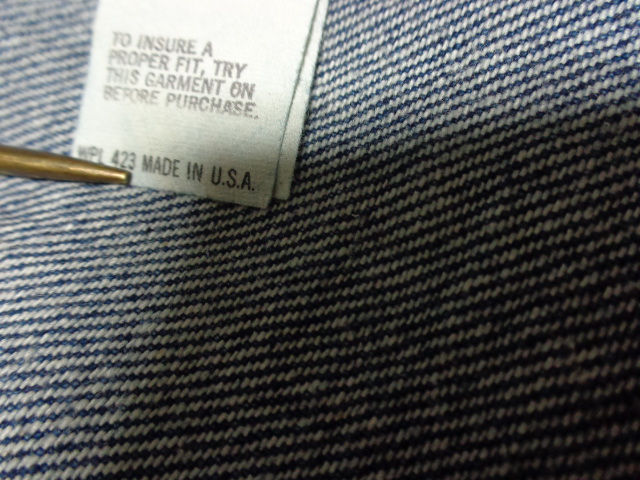 TO INSURE A
PROPER FIT, TRY
THIS GARMENT ON
BEFORE PURCHASE.
WPL 423 MADE IN U.S.A.